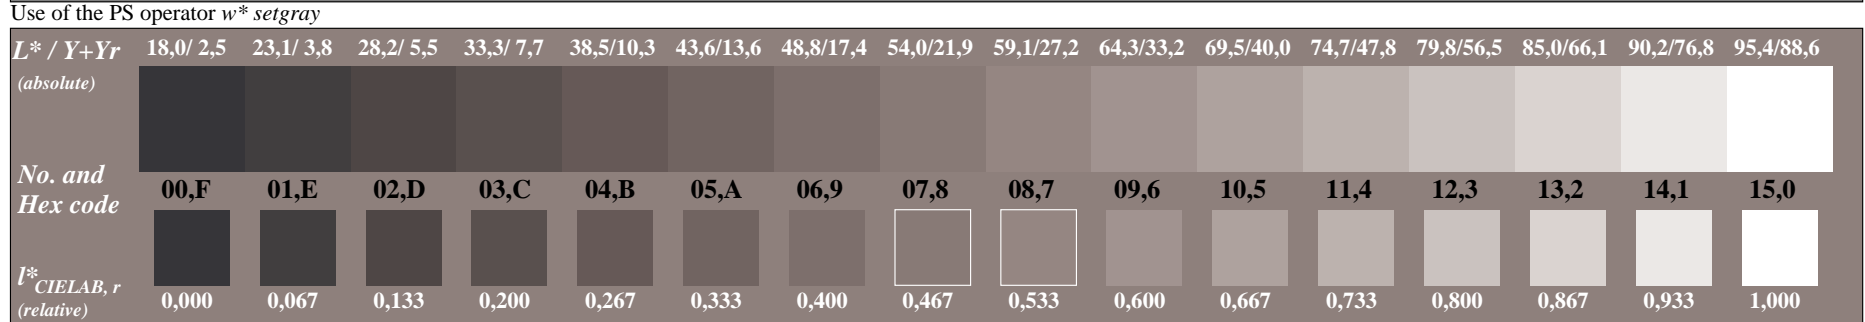 Use of the PS operator w* setgray
L* / Y+Yr 18,0/ 2,5 23,1/ 3,8 28,2/ 5,5 33,3/ 7,7 38,5/10,3 43,6/13,6 48,8/17,4 54,0/21,9 59,1/27,2 64,3/33,2 69,5/40,0 74,7/47,8 79,8/56,5 85,0/66,1 90,2/76,8 95,4/88,6
(absolute)
No. and
Hex code 00,F 01,E 02,D 03,C 04,B 05,A 06,9 07,8 08,7 09,6 10,5 11,4 12,3 13,2 14,1 15,0
l*CIELAB, r
(relative) 0,000 0,067 0,133 0,200 0,267 0,333 0,400 0,467 0,533 0,600 0,667 0,733 0,800 0,867 0,933 1,000